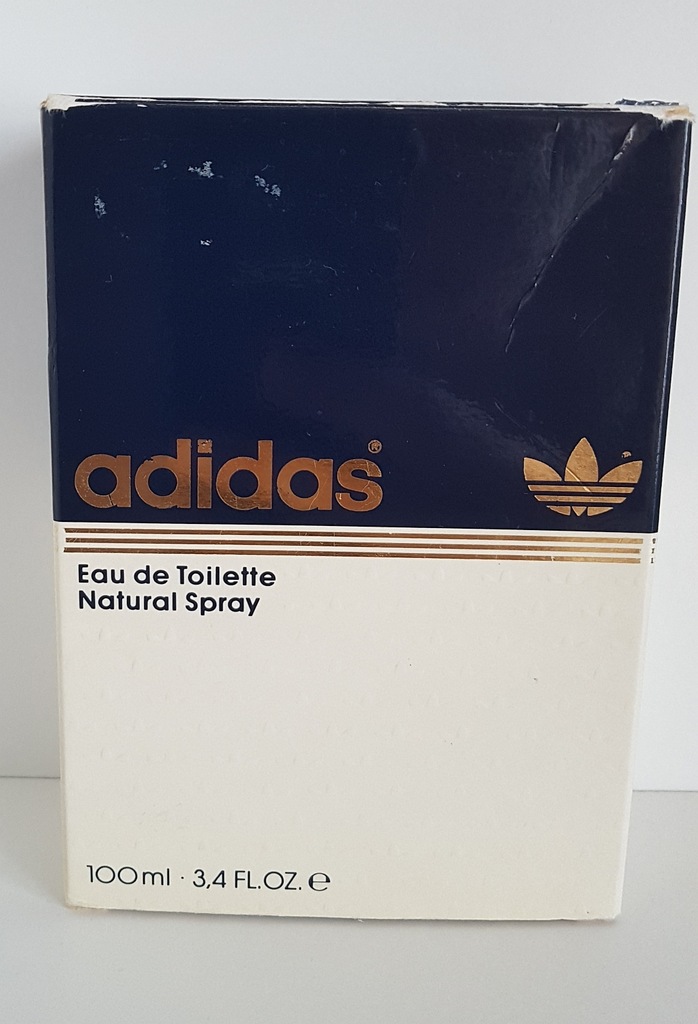 adidas®
Eau de Toilette
Natural Spray
100ml · 3,4 FL.OZ. ℮